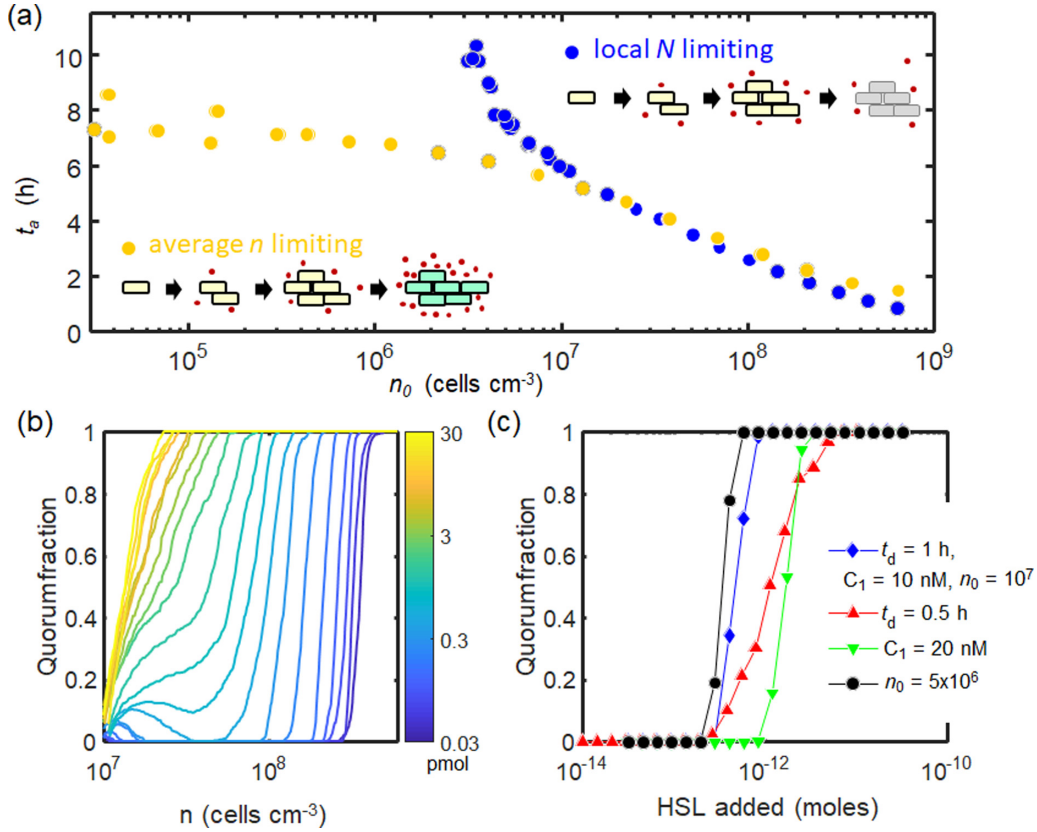 (a)
10
8
6
4
2
0
t_a (h)
local N limiting
average n limiting
10^5
10^6
10^7
10^8
10^9
n_0 (cells cm^-3)
(b)
1
0.8
0.6
0.4
0.2
0
Quorumfraction
10^7
10^8
n (cells cm^-3)
30
3
0.3
0.03
pmol
(c)
1
0.8
0.6
0.4
0.2
0
Quorumfraction
t_d = 1 h,
C_1 = 10 nM, n_0 = 10^7
t_d = 0.5 h
C_1 = 20 nM
n_0 = 5x10^6
10^-14
10^-12
10^-10
HSL added (moles)